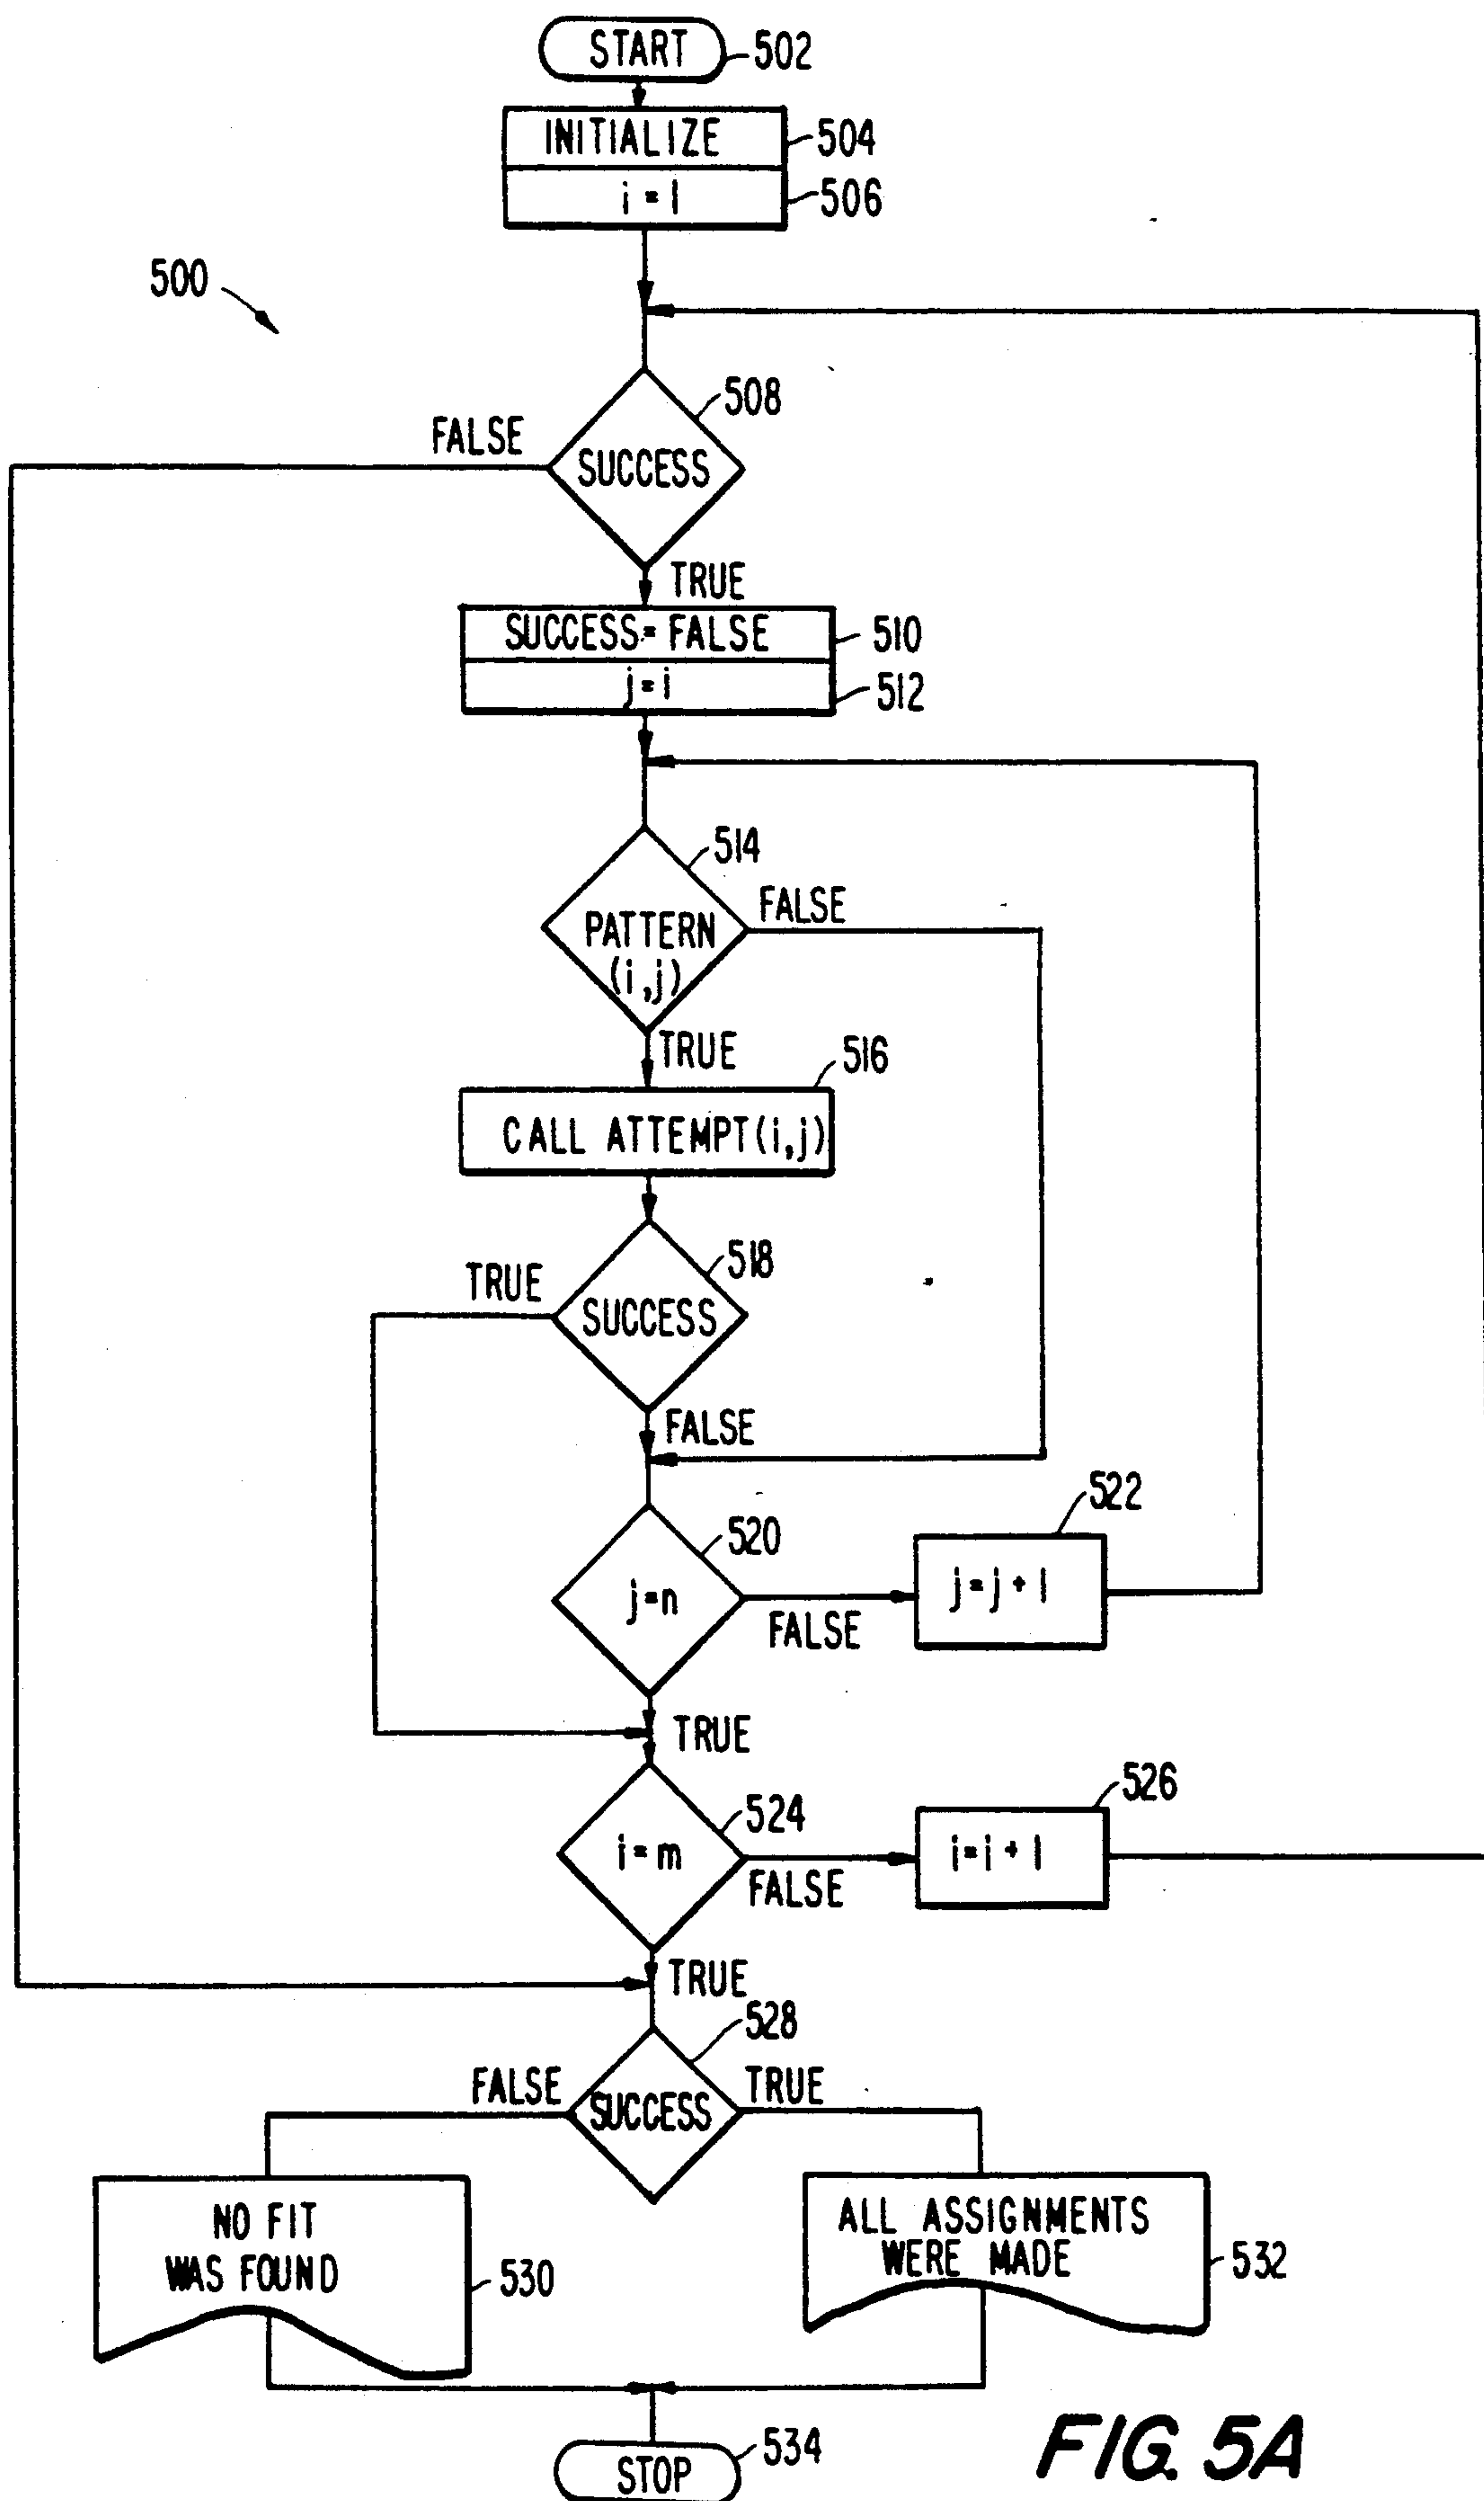 START
502
INITIALIZE
504
i = 1
506
500
508
FALSE
SUCCESS
TRUE
SUCCESS = FALSE
510
j = i
512
514
FALSE
PATTERN
(i,j)
TRUE
516
CALL ATTEMPT(i,j)
518
TRUE
SUCCESS
FALSE
522
520
j = n
j = j + 1
FALSE
TRUE
526
524
i = m
i = i + 1
FALSE
TRUE
528
FALSE
TRUE
SUCCESS
NO FIT
WAS FOUND
530
ALL ASSIGNMENTS
WERE MADE
532
534
STOP
FIG. 5A